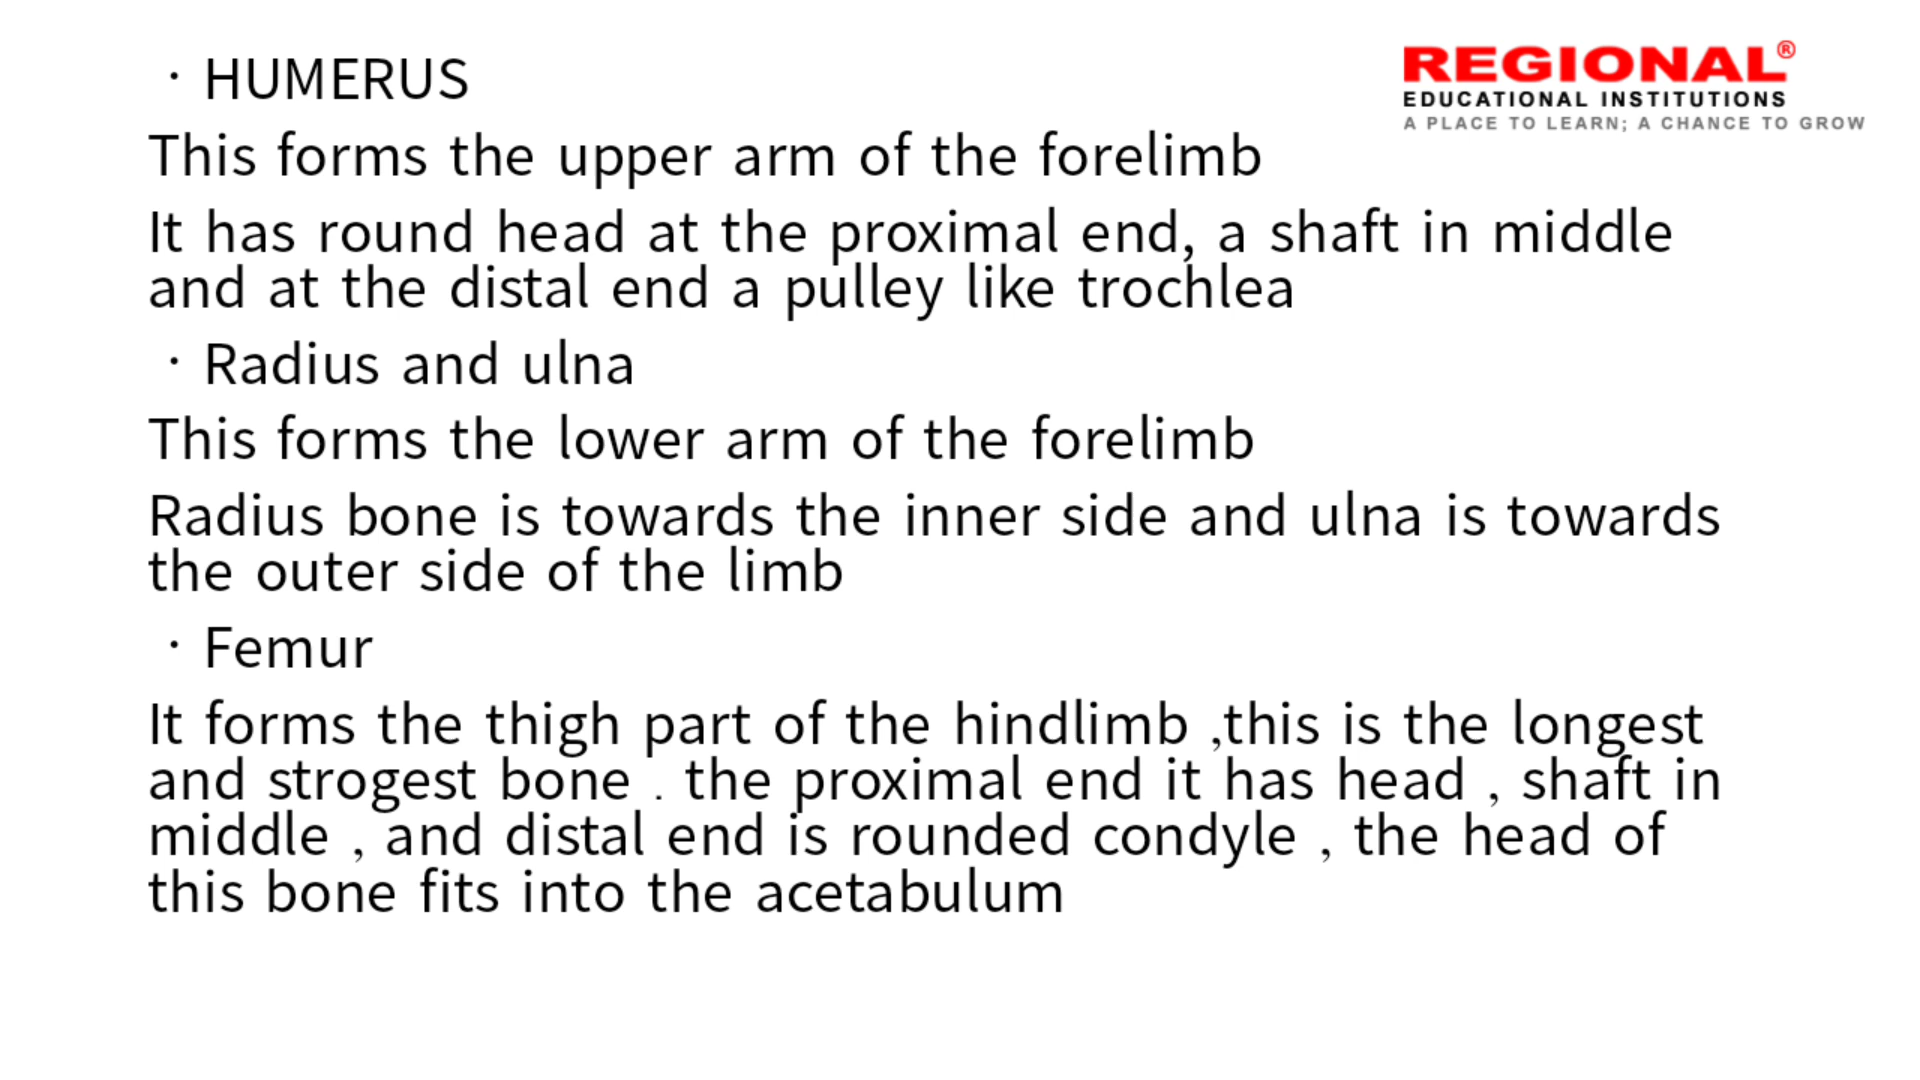 · HUMERUS
REGIONAL®
EDUCATIONAL INSTITUTIONS
A PLACE TO LEARN; A CHANCE TO GROW
This forms the upper arm of the forelimb
It has round head at the proximal end, a shaft in middle
and at the distal end a pulley like trochlea
· Radius and ulna
This forms the lower arm of the forelimb
Radius bone is towards the inner side and ulna is towards
the outer side of the limb
· Femur
It forms the thigh part of the hindlimb ,this is the longest
and strogest bone . the proximal end it has head , shaft in
middle , and distal end is rounded condyle , the head of
this bone fits into the acetabulum